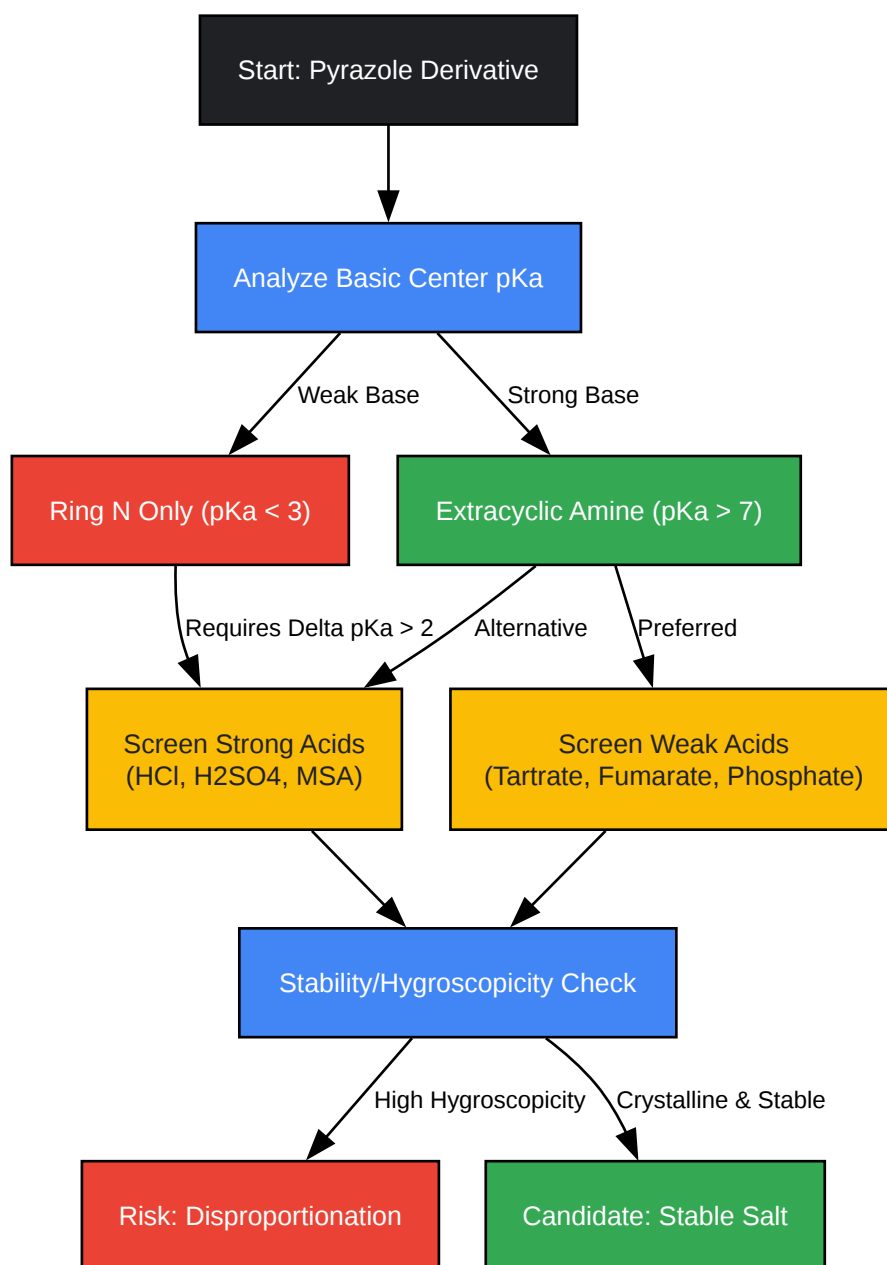 Start: Pyrazole Derivative
Analyze Basic Center pKa
Weak Base
Strong Base
Ring N Only (pKa < 3)
Extracyclic Amine (pKa > 7)
Requires Delta pKa > 2
Alternative
Preferred
Screen Strong Acids
(HCl, H2SO4, MSA)
Screen Weak Acids
(Tartrate, Fumarate, Phosphate)
Stability/Hygroscopicity Check
High Hygroscopicity
Crystalline & Stable
Risk: Disproportionation
Candidate: Stable Salt